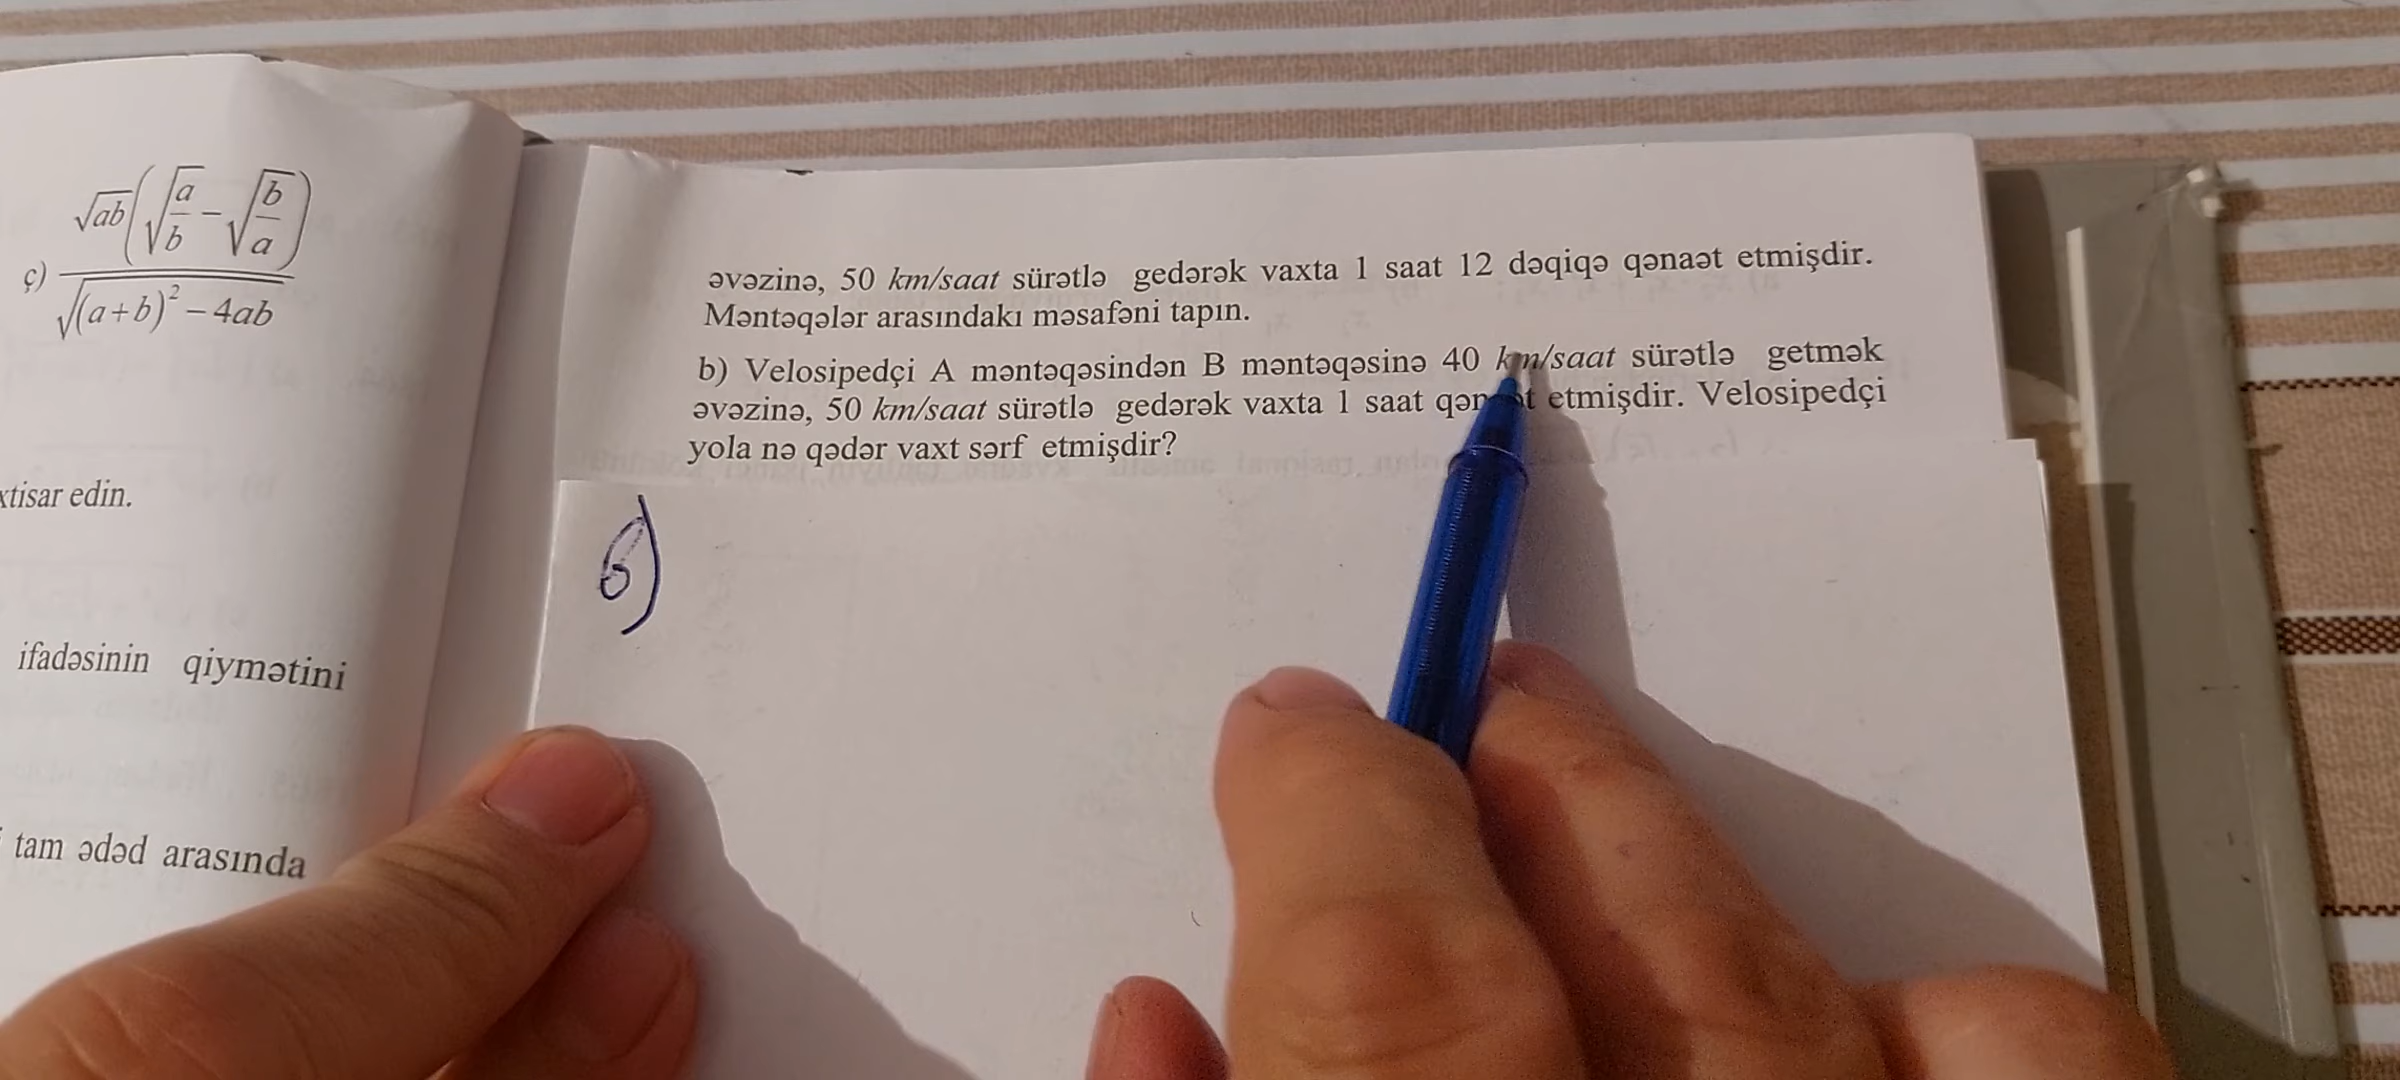 ç) √ab(√a/b − √b/a) / √(a+b)² − 4ab
xtisar edin.
ifadəsinin qiymətini
tam ədəd arasında
əvəzinə, 50 km/saat sürətlə gedərək vaxta 1 saat 12 dəqiqə qənaət etmişdir.
Məntəqələr arasındakı məsafəni tapın.
b) Velosipedçi A məntəqəsindən B məntəqəsinə 40 km/saat sürətlə getmək
əvəzinə, 50 km/saat sürətlə gedərək vaxta 1 saat qənaət etmişdir. Velosipedçi
yola nə qədər vaxt sərf etmişdir?
b)